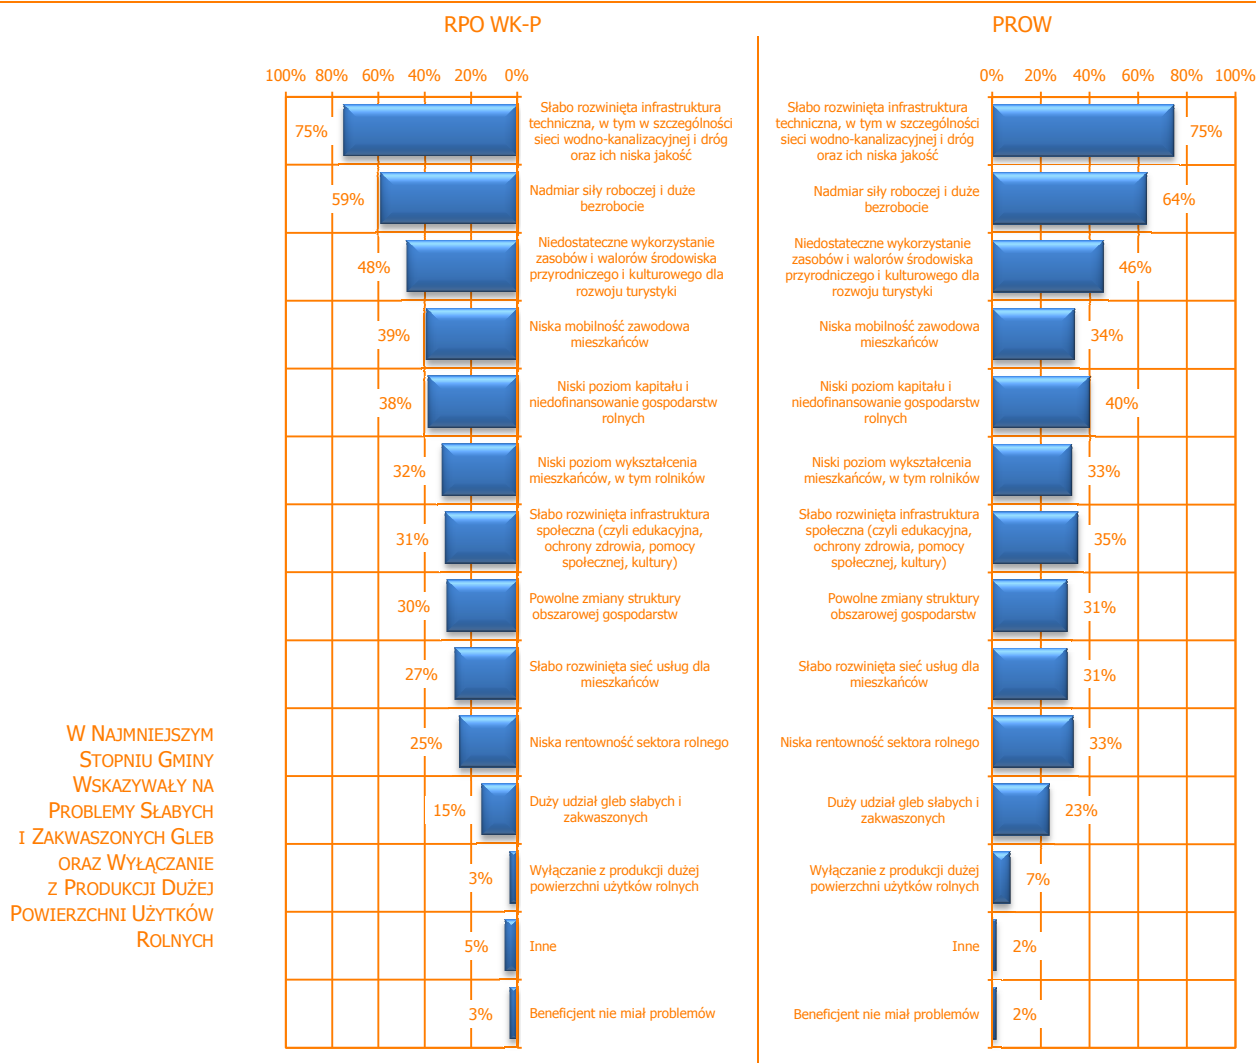 RPO WK-P
100% 80% 60% 40% 20% 0%
75%
Słabo rozwinięta infrastruktura
techniczna, w tym w szczególności
sieci wodno-kanalizacyjnej i dróg
oraz ich niska jakość
59%
Nadmiar siły roboczej i duże
bezrobocie
48%
Niedostateczne wykorzystanie
zasobów i walorów środowiska
przyrodniczego i kulturowego dla
rozwoju turystyki
39%
Niska mobilność zawodowa
mieszkańców
38%
Niski poziom kapitału i
niedofinansowanie gospodarstw
rolnych
32%
Niski poziom wykształcenia
mieszkańców, w tym rolników
31%
Słabo rozwinięta infrastruktura
społeczna (czyli edukacyjna,
ochrony zdrowia, pomocy
społecznej, kultury)
30%
Powolne zmiany struktury
obszarowej gospodarstw
27%
Słabo rozwinięta sieć usług dla
mieszkańców
25%
Niska rentowność sektora rolnego
15%
Duży udział gleb słabych i
zakwaszonych
3%
Wyłączanie z produkcji dużej
powierzchni użytków rolnych
5%
Inne
3%
Beneficjent nie miał problemów
PROW
0% 20% 40% 60% 80% 100%
Słabo rozwinięta infrastruktura
techniczna, w tym w szczególności
sieci wodno-kanalizacyjnej i dróg
oraz ich niska jakość
75%
Nadmiar siły roboczej i duże
bezrobocie
64%
Niedostateczne wykorzystanie
zasobów i walorów środowiska
przyrodniczego i kulturowego dla
rozwoju turystyki
46%
Niska mobilność zawodowa
mieszkańców
34%
Niski poziom kapitału i
niedofinansowanie gospodarstw
rolnych
40%
Niski poziom wykształcenia
mieszkańców, w tym rolników
33%
Słabo rozwinięta infrastruktura
społeczna (czyli edukacyjna,
ochrony zdrowia, pomocy
społecznej, kultury)
35%
Powolne zmiany struktury
obszarowej gospodarstw
31%
Słabo rozwinięta sieć usług dla
mieszkańców
31%
Niska rentowność sektora rolnego
33%
Duży udział gleb słabych i
zakwaszonych
23%
Wyłączanie z produkcji dużej
powierzchni użytków rolnych
7%
Inne
2%
Beneficjent nie miał problemów
2%
W NAJMNIEJSZYM
STOPNIU GMINY
WSKAZYWAŁY NA
PROBLEMY SŁABYCH
I ZAKWASZONYCH GLEB
ORAZ WYŁĄCZANIE
Z PRODUKCJI DUŻEJ
POWIERZCHNI UŻYTKÓW
ROLNYCH